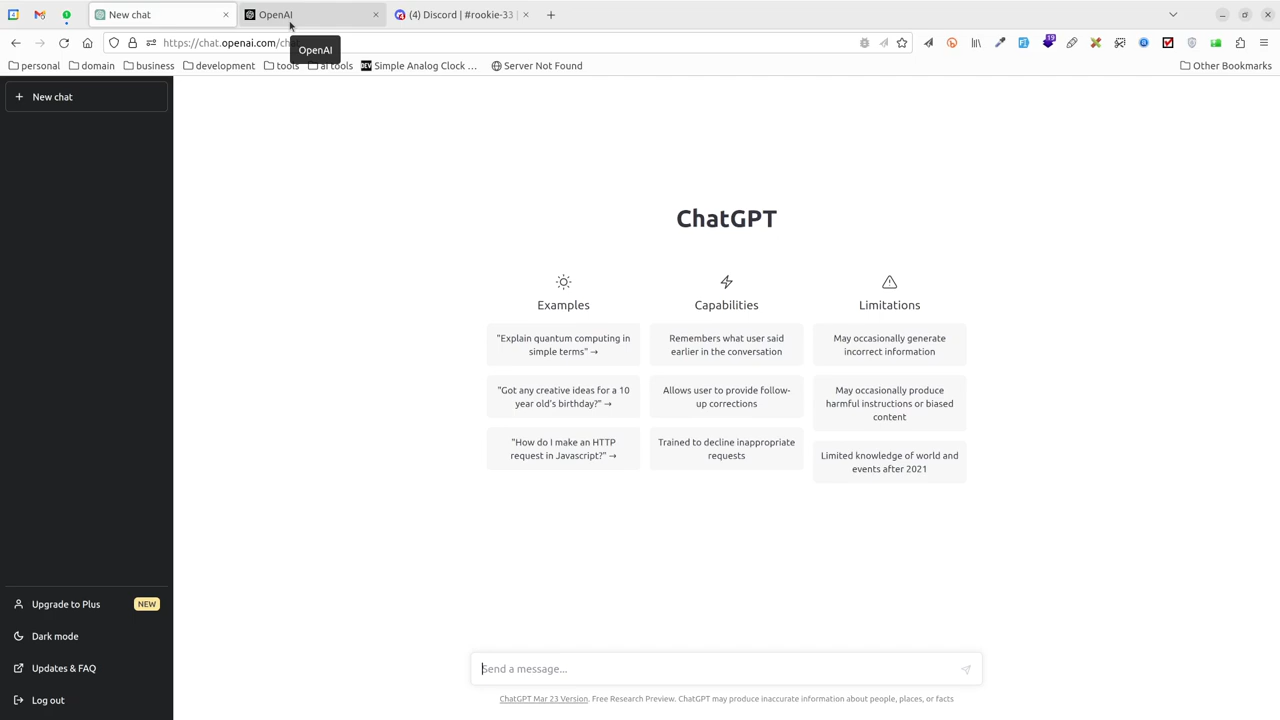 New chat
OpenAI
(4) Discord | #rookie-33
https://chat.openai.com/ch
OpenAI
19
personal
domain
business
development
tools
ai tools
DEV
Simple Analog Clock ...
Server Not Found
Other Bookmarks
New chat
ChatGPT
Examples
Capabilities
Limitations
"Explain quantum computing in
simple terms" →
Remembers what user said
earlier in the conversation
May occasionally generate
incorrect information
"Got any creative ideas for a 10
year old's birthday?" →
Allows user to provide follow-
up corrections
May occasionally produce
harmful instructions or biased
content
"How do I make an HTTP
request in Javascript?" →
Trained to decline inappropriate
requests
Limited knowledge of world and
events after 2021
Upgrade to Plus
NEW
Dark mode
Updates & FAQ
Log out
Send a message...
ChatGPT Mar 23 Version. Free Research Preview. ChatGPT may produce inaccurate information about people, places, or facts